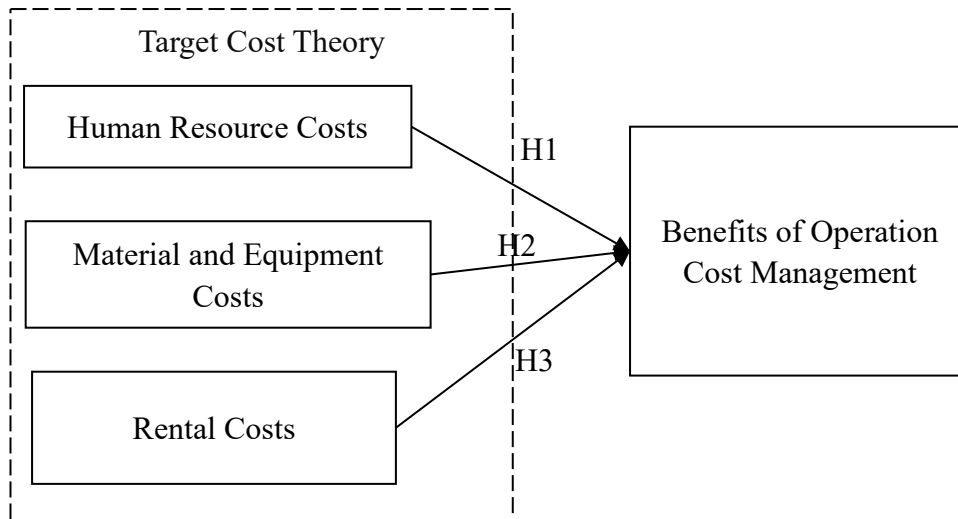 Target Cost Theory
Human Resource Costs
H1
Material and Equipment
Costs
H2
Benefits of Operation
Cost Management
H3
Rental Costs